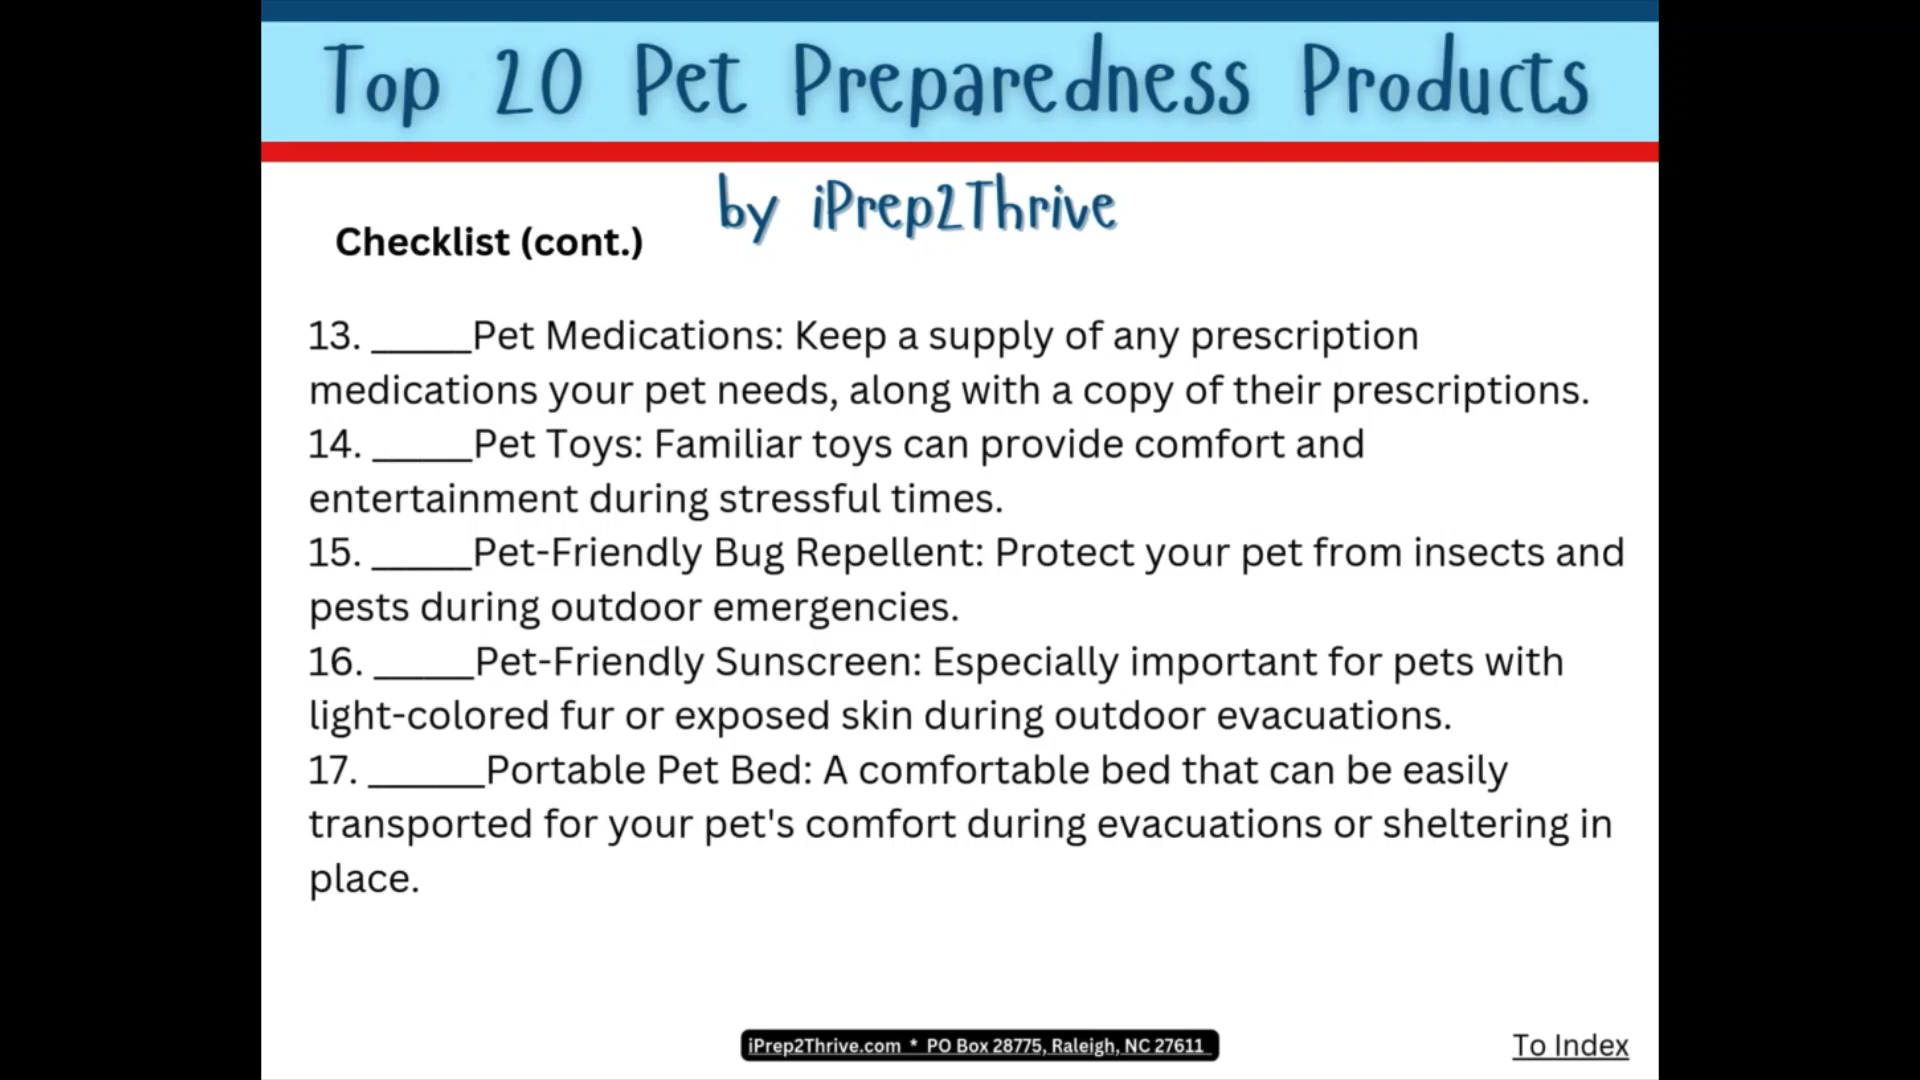 Top 20 Pet Preparedness Products
by iPrep2Thrive
Checklist (cont.)
13. _____Pet Medications: Keep a supply of any prescription
medications your pet needs, along with a copy of their prescriptions.
14. _____Pet Toys: Familiar toys can provide comfort and
entertainment during stressful times.
15. _____Pet-Friendly Bug Repellent: Protect your pet from insects and
pests during outdoor emergencies.
16. _____Pet-Friendly Sunscreen: Especially important for pets with
light-colored fur or exposed skin during outdoor evacuations.
17. ______Portable Pet Bed: A comfortable bed that can be easily
transported for your pet's comfort during evacuations or sheltering in
place.
iPrep2Thrive.com * PO Box 28775, Raleigh, NC 27611
To Index